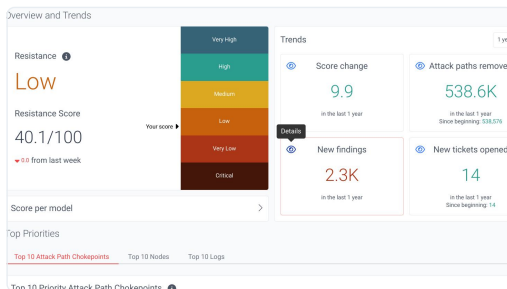 Overview and Trends
Resistance
Low
Resistance Score
40.1/100
0.0 from last week
Your score
Very High
High
Medium
Low
Very Low
Critical
Score per model
Trends
1 ye
Score change
9.9
in the last 1 year
Attack paths remove
538.6K
in the last 1 year
Since beginning: 538,576
Details
New findings
2.3K
in the last 1 year
New tickets opened
14
in the last 1 year
Since beginning: 14
Top Priorities
Top 10 Attack Path Chokepoints
Top 10 Nodes
Top 10 Logs
Top 10 Priority Attack Path Chokepoints